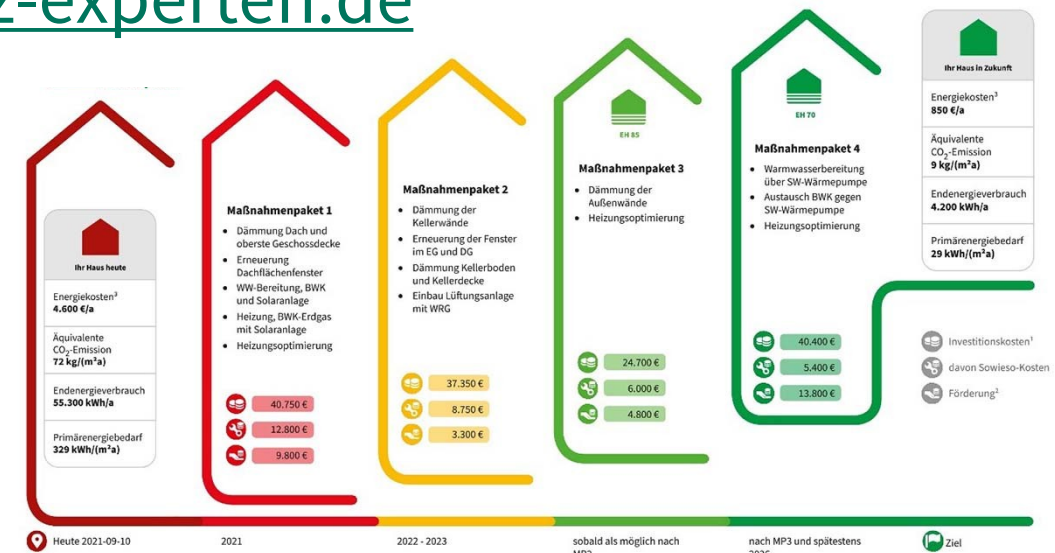 z-experten.de
Ihr Haus heute
Energiekosten³
4.600 €/a
Äquivalente
CO₂-Emission
72 kg/(m²a)
Endenergieverbrauch
55.300 kWh/a
Primärenergiebedarf
329 kWh/(m²a)
Maßnahmenpaket 1
• Dämmung Dach und
oberste Geschossdecke
• Erneuerung
Dachflächenfenster
• WW-Bereitung, BWK
und Solaranlage
• Heizung, BWK-Erdgas
mit Solaranlage
• Heizungsoptimierung
40.750 €
12.800 €
9.800 €
Maßnahmenpaket 2
• Dämmung der
Kellerwände
• Erneuerung der Fenster
im EG und DG
• Dämmung Kellerboden
und Kellerdecke
• Einbau Lüftungsanlage
mit WRG
37.350 €
8.750 €
3.300 €
EH 85
Maßnahmenpaket 3
• Dämmung der
Außenwände
• Heizungsoptimierung
24.700 €
6.000 €
4.800 €
EH 70
Maßnahmenpaket 4
• Warmwasserbereitung
über SW-Wärmepumpe
• Austausch BWK gegen
SW-Wärmepumpe
• Heizungsoptimierung
40.400 €
5.400 €
13.800 €
Ihr Haus in Zukunft
Energiekosten³
850 €/a
Äquivalente
CO₂-Emission
9 kg/(m²a)
Endenergieverbrauch
4.200 kWh/a
Primärenergiebedarf
29 kWh/(m²a)
Investitionskosten¹
davon Sowieso-Kosten
Förderung²
Heute 2021-09-10
2021
2022 - 2023
sobald als möglich nach
nach MP3 und spätestens
Ziel